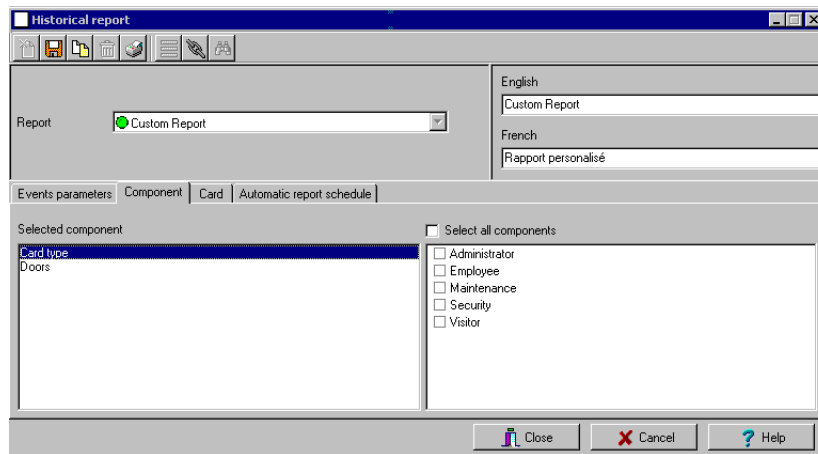 Historical report
English
Custom Report
Report
Custom Report
French
Rapport personalisé
Events parameters
Component
Card
Automatic report schedule
Selected component
Select all components
Card type
Doors
Administrator
Employee
Maintenance
Security
Visitor
Close
Cancel
Help